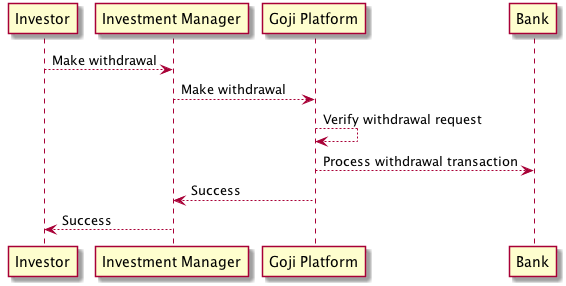 Investor Investment Manager Goji Platform Bank
Make withdrawal
Make withdrawal
Verify withdrawal request
Process withdrawal transaction
Success
Success
Investor Investment Manager Goji Platform Bank